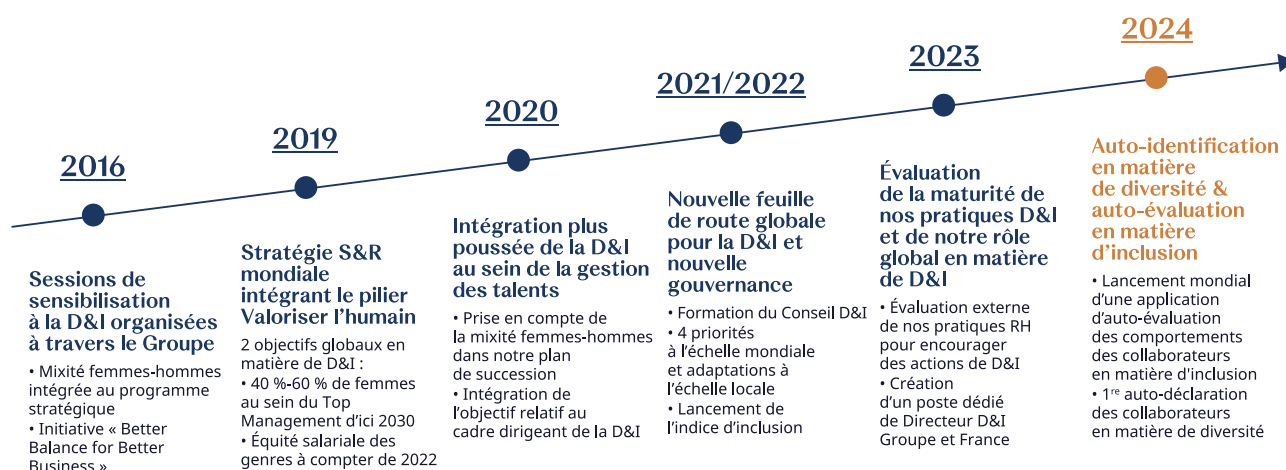 2016
Sessions de
sensibilisation
à la D&I organisées
à travers le Groupe
• Mixité femmes-hommes
intégrée au programme
stratégique
• Initiative « Better
Balance for Better
Business »
2019
Stratégie S&R
mondiale
intégrant le pilier
Valoriser l'humain
2 objectifs globaux en
matière de D&I :
• 40 %-60 % de femmes
au sein du Top
Management d'ici 2030
• Équité salariale des
genres à compter de 2022
2020
Intégration plus
poussée de la D&I
au sein de la gestion
des talents
• Prise en compte de
la mixité femmes-hommes
dans notre plan
de succession
• Intégration de
l'objectif relatif au
cadre dirigeant de la D&I
2021/2022
Nouvelle feuille
de route globale
pour la D&I et
nouvelle
gouvernance
• Formation du Conseil D&I
• 4 priorités
à l'échelle mondiale
et adaptations à
l'échelle locale
• Lancement de
l'indice d'inclusion
2023
Évaluation
de la maturité de
nos pratiques D&I
et de notre rôle
global en matière
de D&I
• Évaluation externe
de nos pratiques RH
pour encourager
des actions de D&I
• Création
d'un poste dédié
de Directeur D&I
Groupe et France
2024
Auto-identification
en matière
de diversité &
auto-évaluation
en matière
d'inclusion
• Lancement mondial
d'une application
d'auto-évaluation
des comportements
des collaborateurs
en matière d'inclusion
• 1re auto-déclaration
des collaborateurs
en matière de diversité